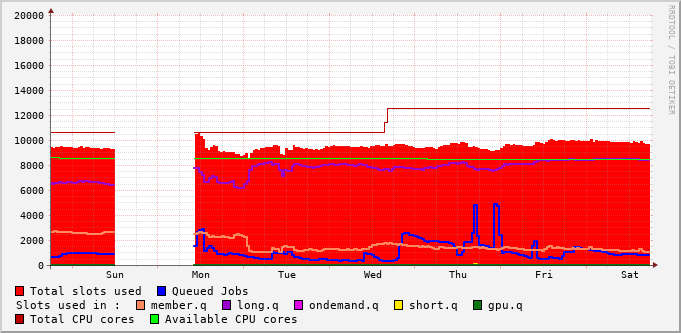 RRDTOOL / TOBI OETIKER
20000
18000
16000
14000
12000
10000
8000
6000
4000
2000
0
Sun Mon Tue Wed Thu Fri Sat
Total slots used Queued Jobs
Slots used in : member.q long.q ondemand.q short.q gpu.q
Total CPU cores Available CPU cores